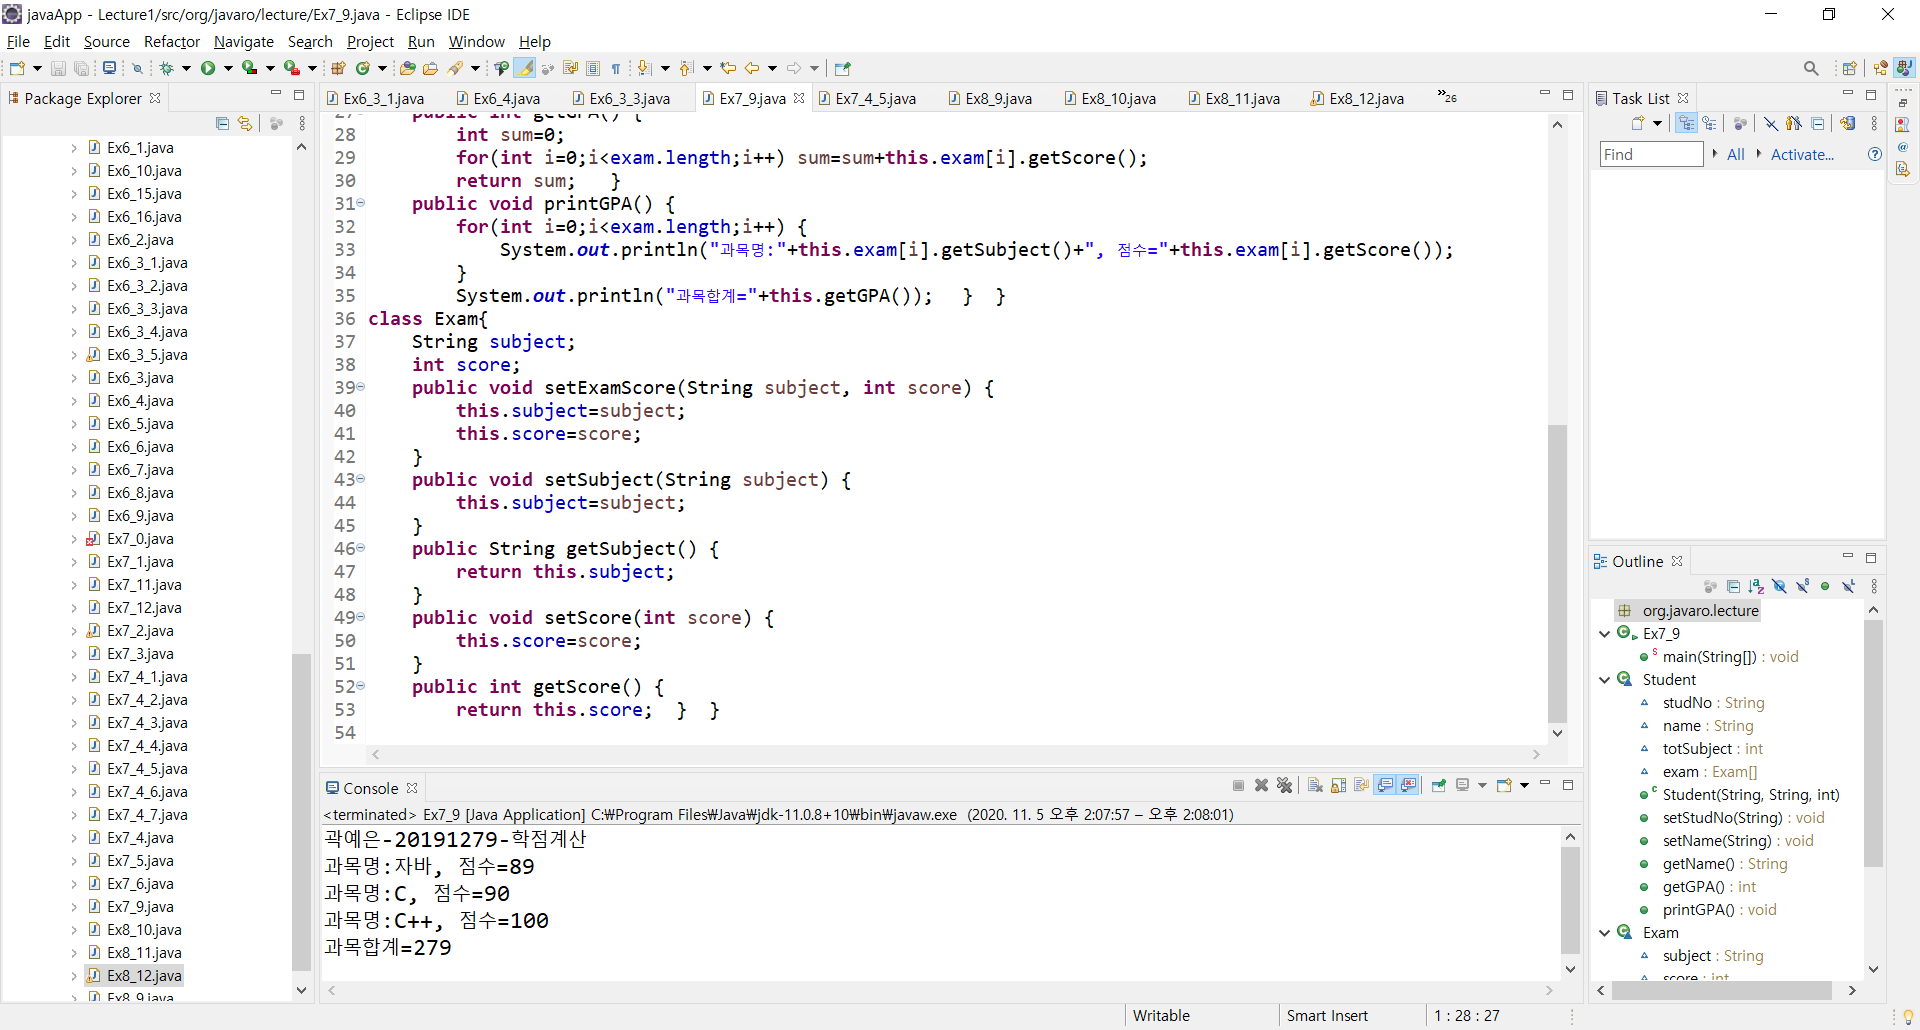 javaApp - Lecture1/src/org/javaro/lecture/Ex7_9.java - Eclipse IDE
File Edit Source Refactor Navigate Search Project Run Window Help
Package Explorer
Ex6_1.java
Ex6_10.java
Ex6_15.java
Ex6_16.java
Ex6_2.java
Ex6_3_1.java
Ex6_3_2.java
Ex6_3_3.java
Ex6_3_4.java
Ex6_3_5.java
Ex6_3.java
Ex6_4.java
Ex6_5.java
Ex6_6.java
Ex6_7.java
Ex6_8.java
Ex6_9.java
Ex7_0.java
Ex7_1.java
Ex7_11.java
Ex7_12.java
Ex7_2.java
Ex7_3.java
Ex7_4_1.java
Ex7_4_2.java
Ex7_4_3.java
Ex7_4_4.java
Ex7_4_5.java
Ex7_4_6.java
Ex7_4_7.java
Ex7_4.java
Ex7_5.java
Ex7_6.java
Ex7_9.java
Ex8_10.java
Ex8_11.java
Ex8_12.java
Ex8_9.java
Ex6_3_1.java Ex6_4.java Ex6_3_3.java Ex7_9.java Ex7_4_5.java Ex8_9.java Ex8_10.java Ex8_11.java Ex8_12.java »26
27 public int getGPA() {
28 int sum=0;
29 for(int i=0;i<exam.length;i++) sum=sum+this.exam[i].getScore();
30 return sum; }
31 public void printGPA() {
32 for(int i=0;i<exam.length;i++) {
33 System.out.println("과목명:"+this.exam[i].getSubject()+", 점수="+this.exam[i].getScore());
34 }
35 System.out.println("과목합계="+this.getGPA()); } }
36 class Exam{
37 String subject;
38 int score;
39 public void setExamScore(String subject, int score) {
40 this.subject=subject;
41 this.score=score;
42 }
43 public void setSubject(String subject) {
44 this.subject=subject;
45 }
46 public String getSubject() {
47 return this.subject;
48 }
49 public void setScore(int score) {
50 this.score=score;
51 }
52 public int getScore() {
53 return this.score; } }
54
Console
<terminated> Ex7_9 [Java Application] C:₩Program Files₩Java₩jdk-11.0.8+10₩bin₩javaw.exe (2020. 11. 5 오후 2:07:57 – 오후 2:08:01)
곽예은-20191279-학점계산
과목명:자바, 점수=89
과목명:C, 점수=90
과목명:C++, 점수=100
과목합계=279
Task List
Find All Activate...
Outline
org.javaro.lecture
Ex7_9
main(String[]) : void
Student
studNo : String
name : String
totSubject : int
exam : Exam[]
Student(String, String, int)
setStudNo(String) : void
setName(String) : void
getName() : String
getGPA() : int
printGPA() : void
Exam
subject : String
score : int
Writable Smart Insert 1 : 28 : 27